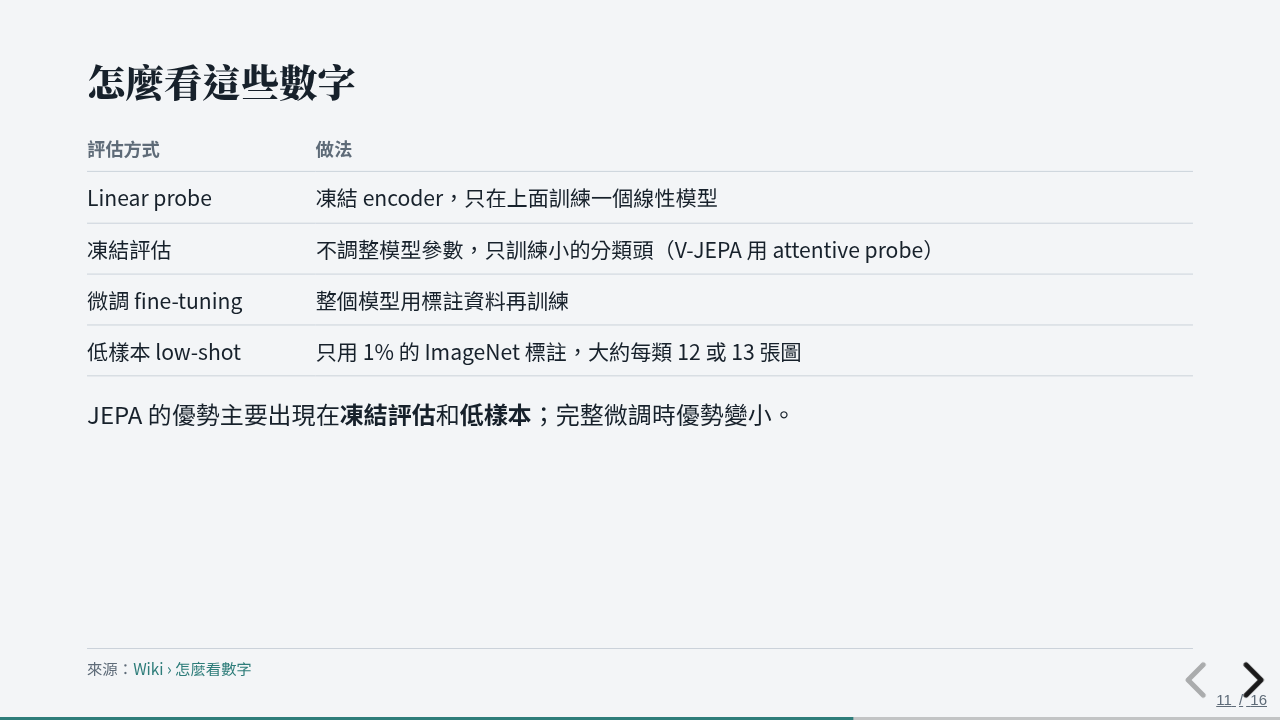 怎麼看這些數字
評估方式 做法
Linear probe 凍結 encoder，只在上面訓練一個線性模型
凍結評估 不調整模型參數，只訓練小的分類頭（V-JEPA 用 attentive probe）
微調 fine-tuning 整個模型用標註資料再訓練
低樣本 low-shot 只用 1% 的 ImageNet 標註，大約每類 12 或 13 張圖
JEPA 的優勢主要出現在凍結評估和低樣本；完整微調時優勢變小。
來源：Wiki › 怎麼看數字
11 / 16